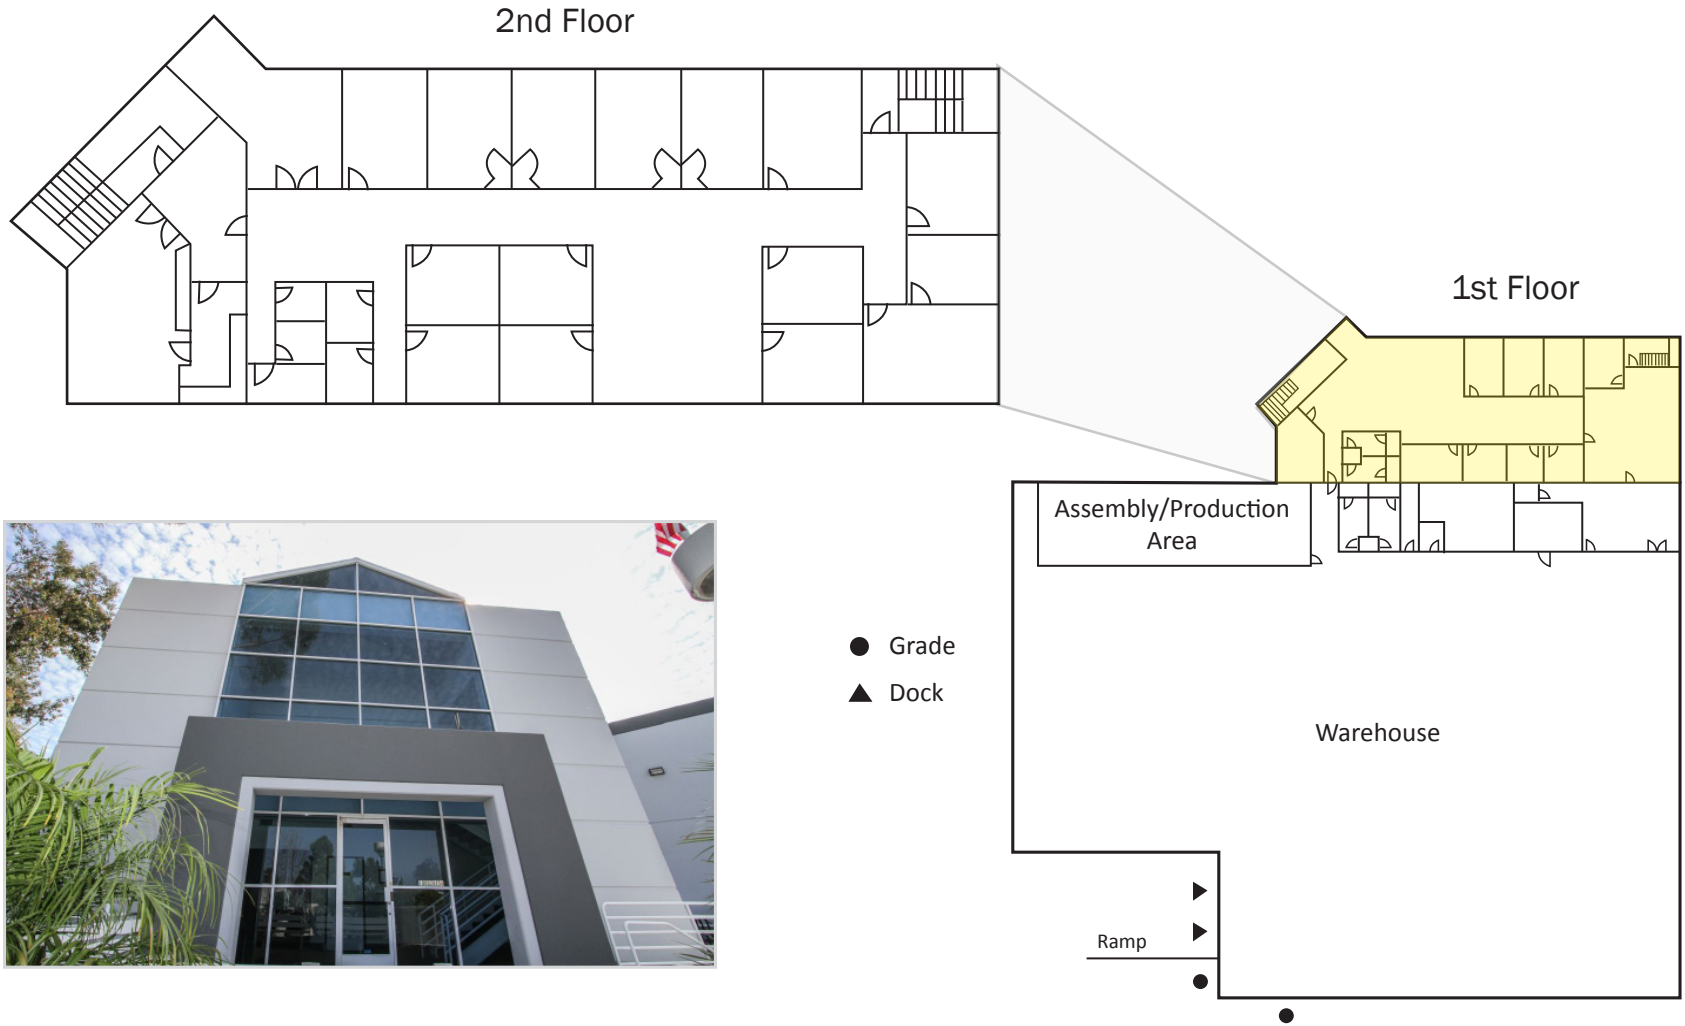 2nd Floor
1st Floor
Assembly/Production
Area
Grade
Dock
Warehouse
Ramp